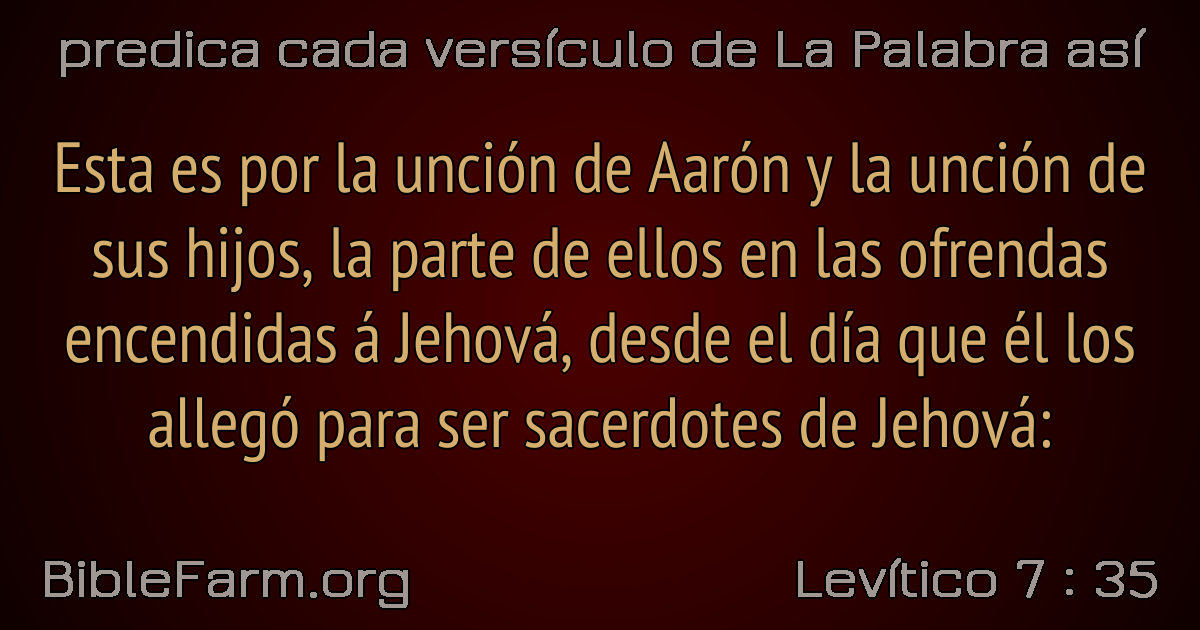 predica cada versículo de La Palabra así
Esta es por la unción de Aarón y la unción de
sus hijos, la parte de ellos en las ofrendas
encendidas á Jehová, desde el día que él los
allegó para ser sacerdotes de Jehová:
BibleFarm.org
Levítico 7 : 35